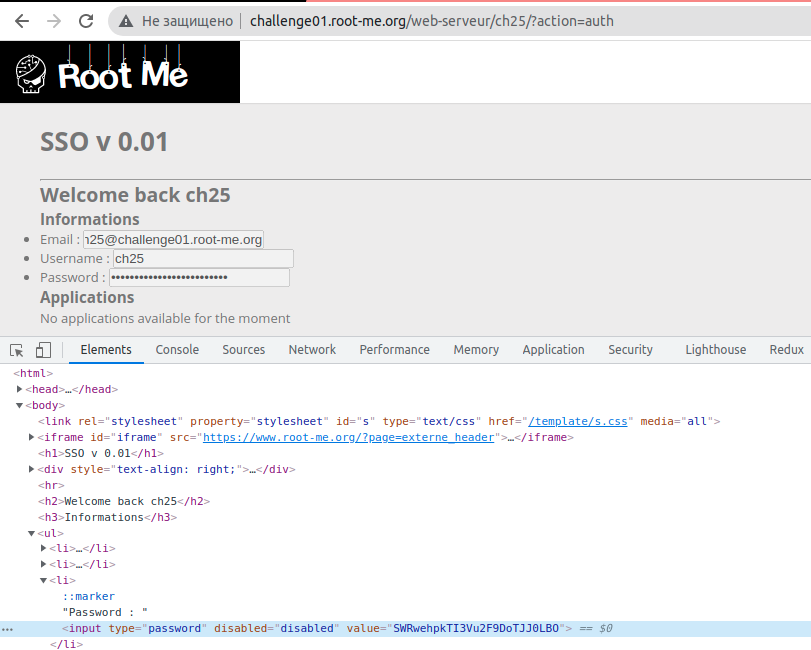 Не защищено challenge01.root-me.org/web-serveur/ch25/?action=auth
Root Me
SSO v 0.01
Welcome back ch25
Informations
Email : h25@challenge01.root-me.org
Username : ch25
Password : •••••••••••••••••••••••••
Applications
No applications available for the moment
Elements Console Sources Network Performance Memory Application Security Lighthouse Redux
<html>
<head>…</head>
<body>
<link rel="stylesheet" property="stylesheet" id="s" type="text/css" href="/template/s.css" media="all">
<iframe id="iframe" src="https://www.root-me.org/?page=externe_header">…</iframe>
<h1>SSO v 0.01</h1>
<div style="text-align: right;">…</div>
<hr>
<h2>Welcome back ch25</h2>
<h3>Informations</h3>
<ul>
<li>…</li>
<li>…</li>
<li>
::marker
"Password : "
<input type="password" disabled="disabled" value="SWRwehpkTI3Vu2F9DoTJJ0LBO"> == $0
</li>